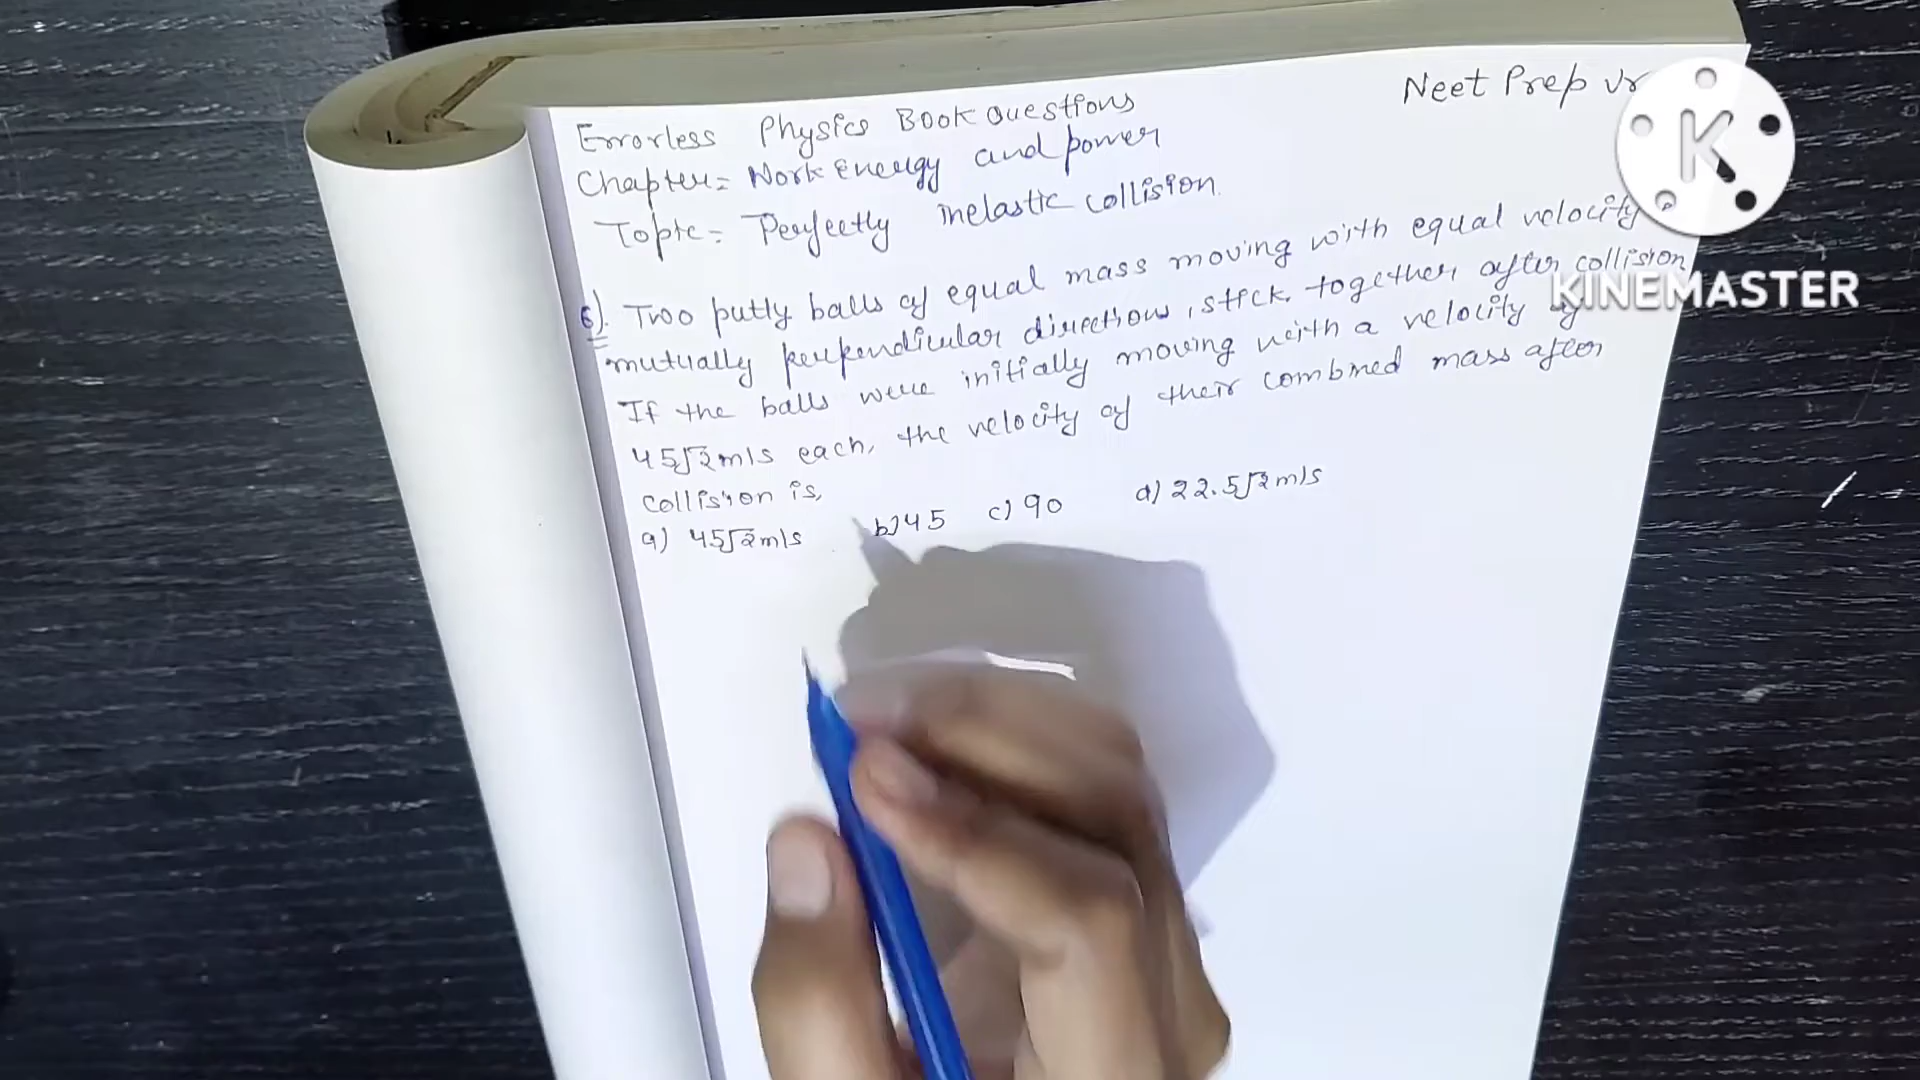 Neet Prep vr
Errorless Physics Book Questions
Chapter = Work Energy and power
Topic = Perfectly inelastic collision.
6). Two putty balls of equal mass moving with equal velocity
mutually perpendicular directions, stick together after collision
If the balls were initially moving with a velocity of
45√2 m/s each, the velocity of their combined mass after
collision is,
a) 45√2 m/s b) 45 c) 90 d) 22.5√2 m/s
K
KINEMASTER